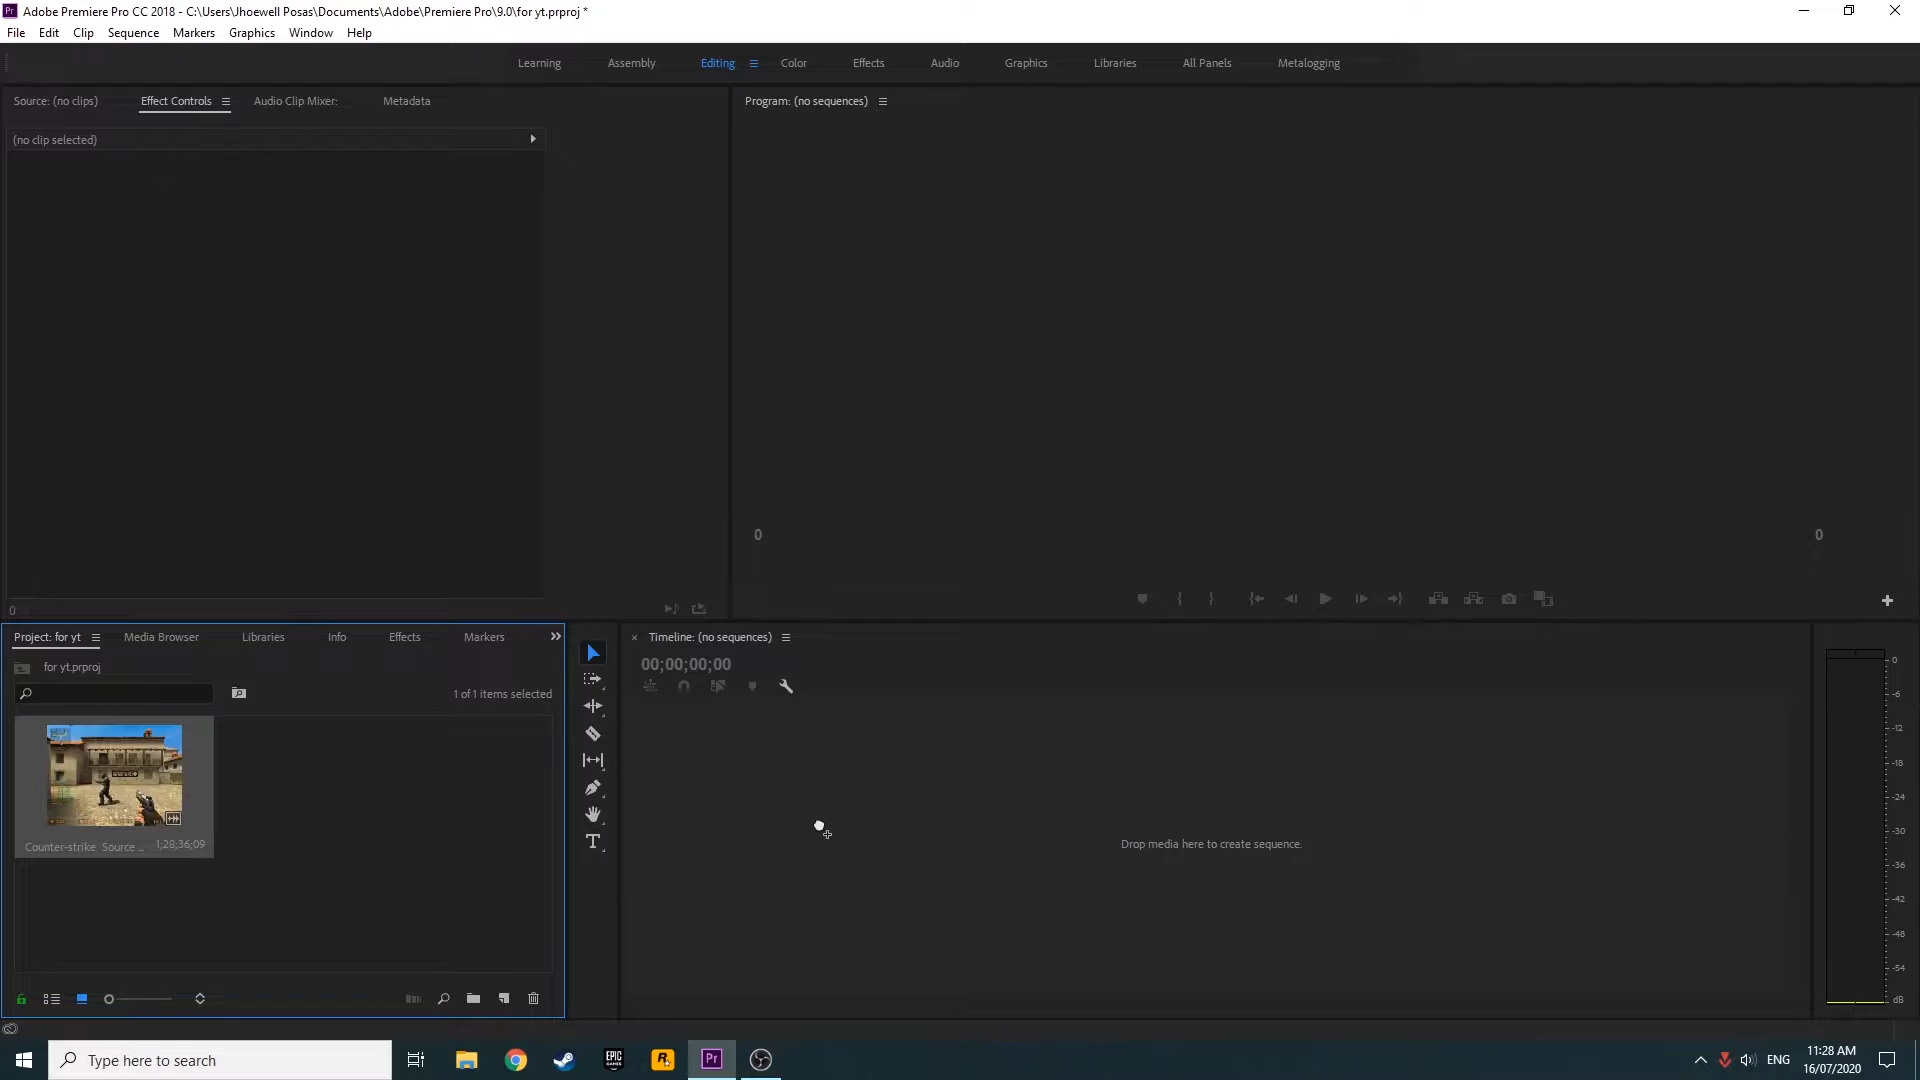 Adobe Premiere Pro CC 2018 - C:\Users\Jhoewell Posas\Documents\Adobe\Premiere Pro\9.0\for yt.prproj *
File Edit Clip Sequence Markers Graphics Window Help
Learning Assembly Editing Color Effects Audio Graphics Libraries All Panels Metalogging
Source: (no clips) Effect Controls Audio Clip Mixer: Metadata
Program: (no sequences)
(no clip selected)
0 0
0
Project: for yt Media Browser Libraries Info Effects Markers
Timeline: (no sequences)
for yt.prproj
00;00;00;00
1 of 1 items selected
Counter-strike Source ... 1;28;36;09
Drop media here to create sequence.
0
-6
-12
-18
-24
-30
-36
-42
-48
-54
dB
Type here to search
EPIC GAMES
R
Pr
ENG
11:28 AM
16/07/2020